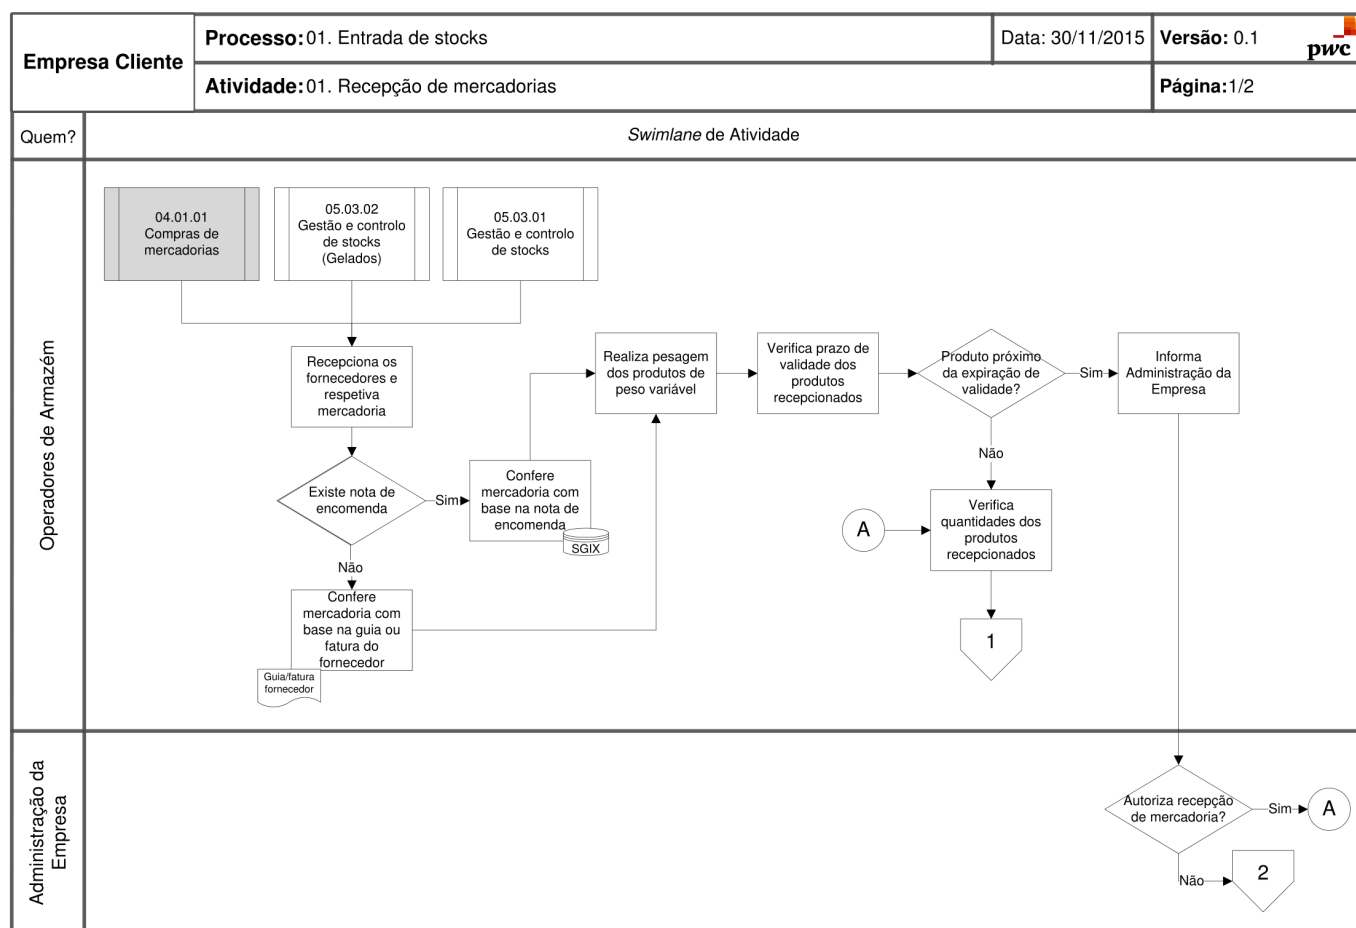 Empresa Cliente
Processo: 01. Entrada de stocks
Data: 30/11/2015
Versão: 0.1
pwc
Atividade: 01. Recepção de mercadorias
Página:1/2
Quem?
Swimlane de Atividade
Operadores de Armazém
04.01.01
Compras de
mercadorias
05.03.02
Gestão e controlo
de stocks
(Gelados)
05.03.01
Gestão e controlo
de stocks
Recepciona os
fornecedores e
respetiva
mercadoria
Existe nota de
encomenda
Sim
Confere
mercadoria com
base na nota de
encomenda
SGIX
Não
Confere
mercadoria com
base na guia ou
fatura do
fornecedor
Guia/fatura
fornecedor
Realiza pesagem
dos produtos de
peso variável
Verifica prazo de
validade dos
produtos
recepcionados
Produto próximo
da expiração de
validade?
Sim
Informa
Administração da
Empresa
Não
Verifica
quantidades dos
produtos
recepcionados
A
1
Administração da
Empresa
Autoriza recepção
de mercadoria?
Sim
A
Não
2